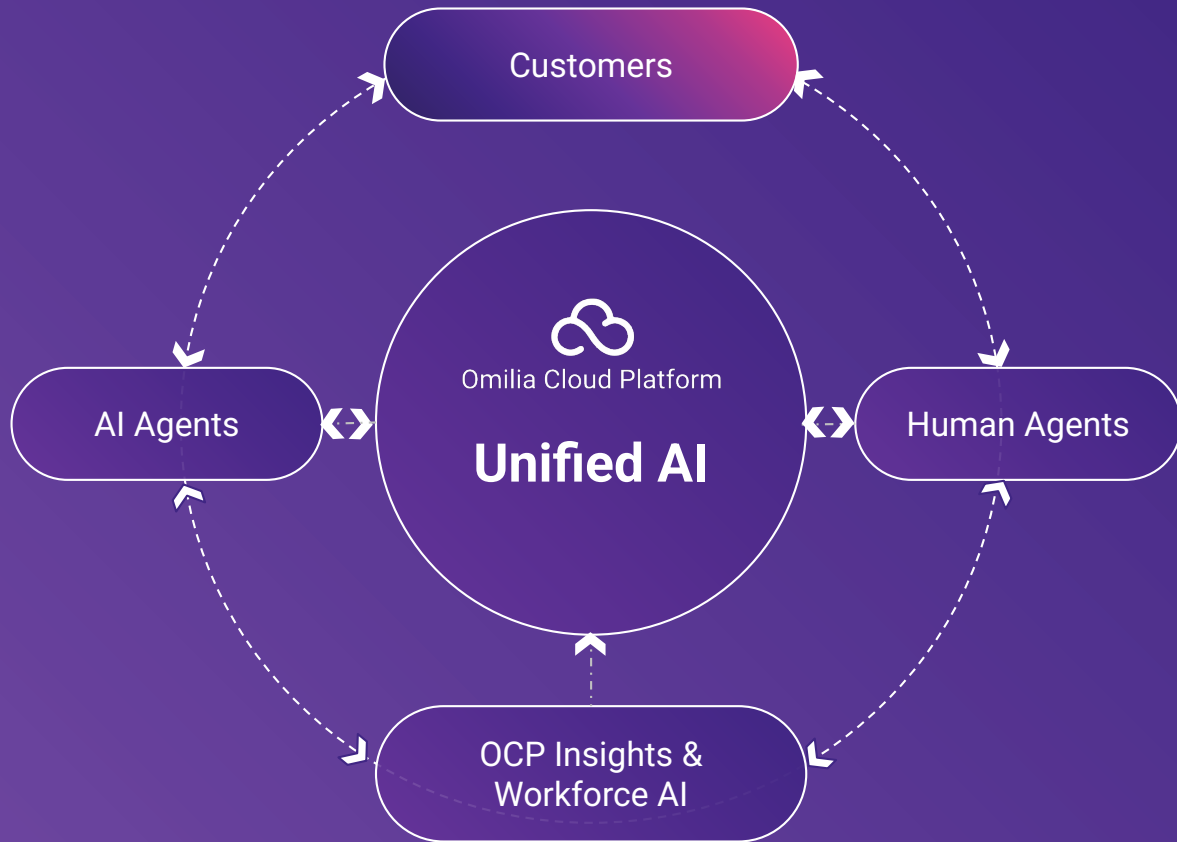 Customers
Omilia Cloud Platform
Unified AI
AI Agents
Human Agents
OCP Insights &
Workforce AI